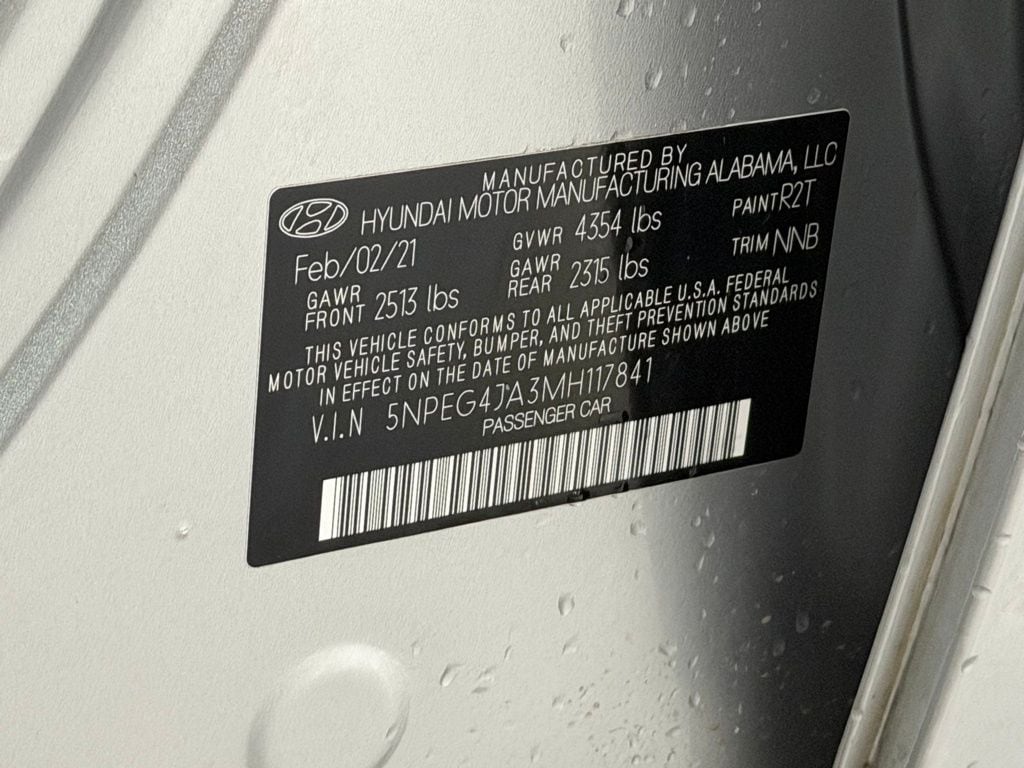 MANUFACTURED BY
HYUNDAI MOTOR MANUFACTURING ALABAMA, LLC
Feb/02/21 GVWR 4354 lbs PAINT R2T
GAWR FRONT 2513 lbs GAWR REAR 2315 lbs TRIM NNB
THIS VEHICLE CONFORMS TO ALL APPLICABLE U.S.A. FEDERAL
MOTOR VEHICLE SAFETY, BUMPER, AND THEFT PREVENTION STANDARDS
IN EFFECT ON THE DATE OF MANUFACTURE SHOWN ABOVE
V.I.N 5NPEG4JA3MH117841
PASSENGER CAR